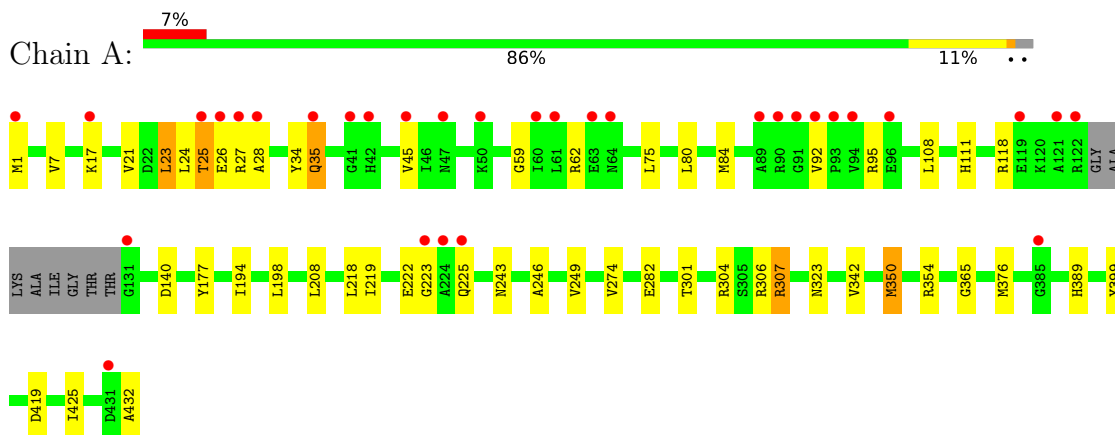 7%
Chain A:
86%
11%
M1 V7 K17 V21 D22 L23 L24 T25 E26 R27 A28 Y34 Q35 G41 H42 V45 I46 N47 K50 G59 I60 L61 R62 E63 N64 L75 L80 M84 A89 R90 G91 V92 P93 V94 R95 E96 L108 H111 R118 E119 K120 A121 R122 GLY ALA
LYS ALA ILE GLY THR THR G131 D140 Y177 I194 L198 L208 L218 I219 E222 G223 A224 Q225 N243 A246 V249 V274 E282 T301 R304 S305 R306 R307 N323 V342 M350 R354 G365 M376 G385 H389 Y399
D419 I425 D431 A432